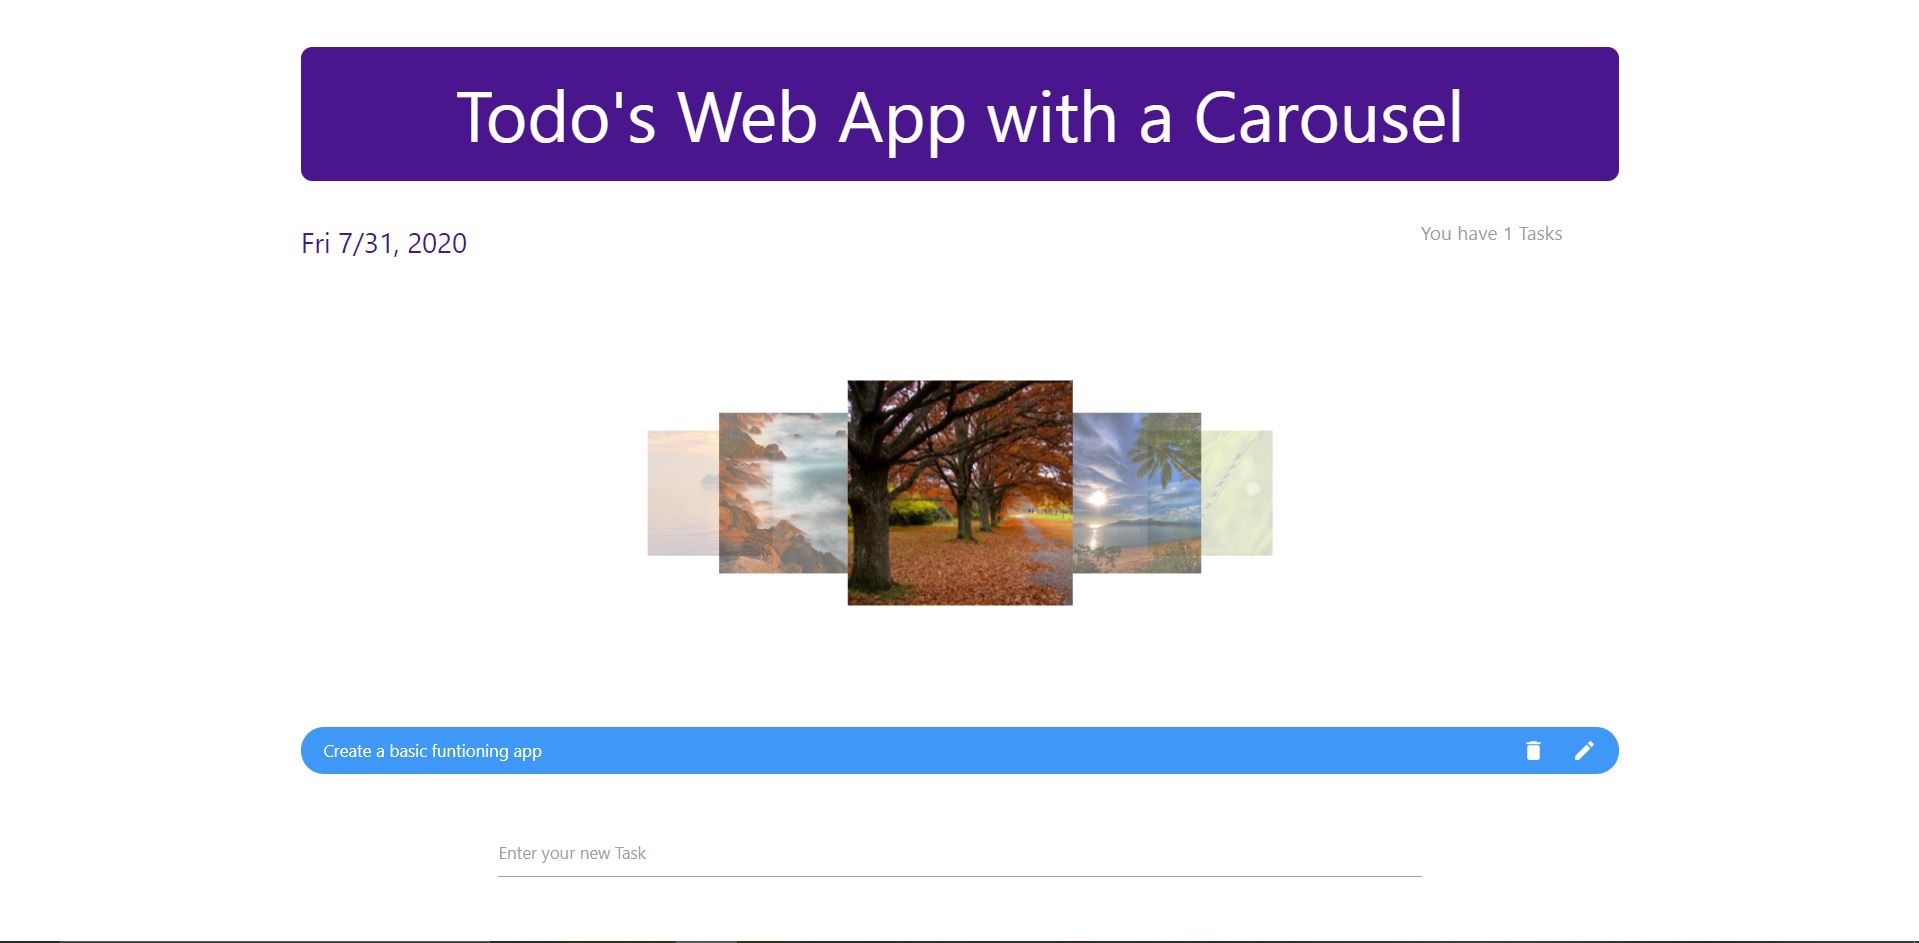 Todo's Web App with a Carousel
Fri 7/31, 2020
You have 1 Tasks
Create a basic funtioning app
Enter your new Task